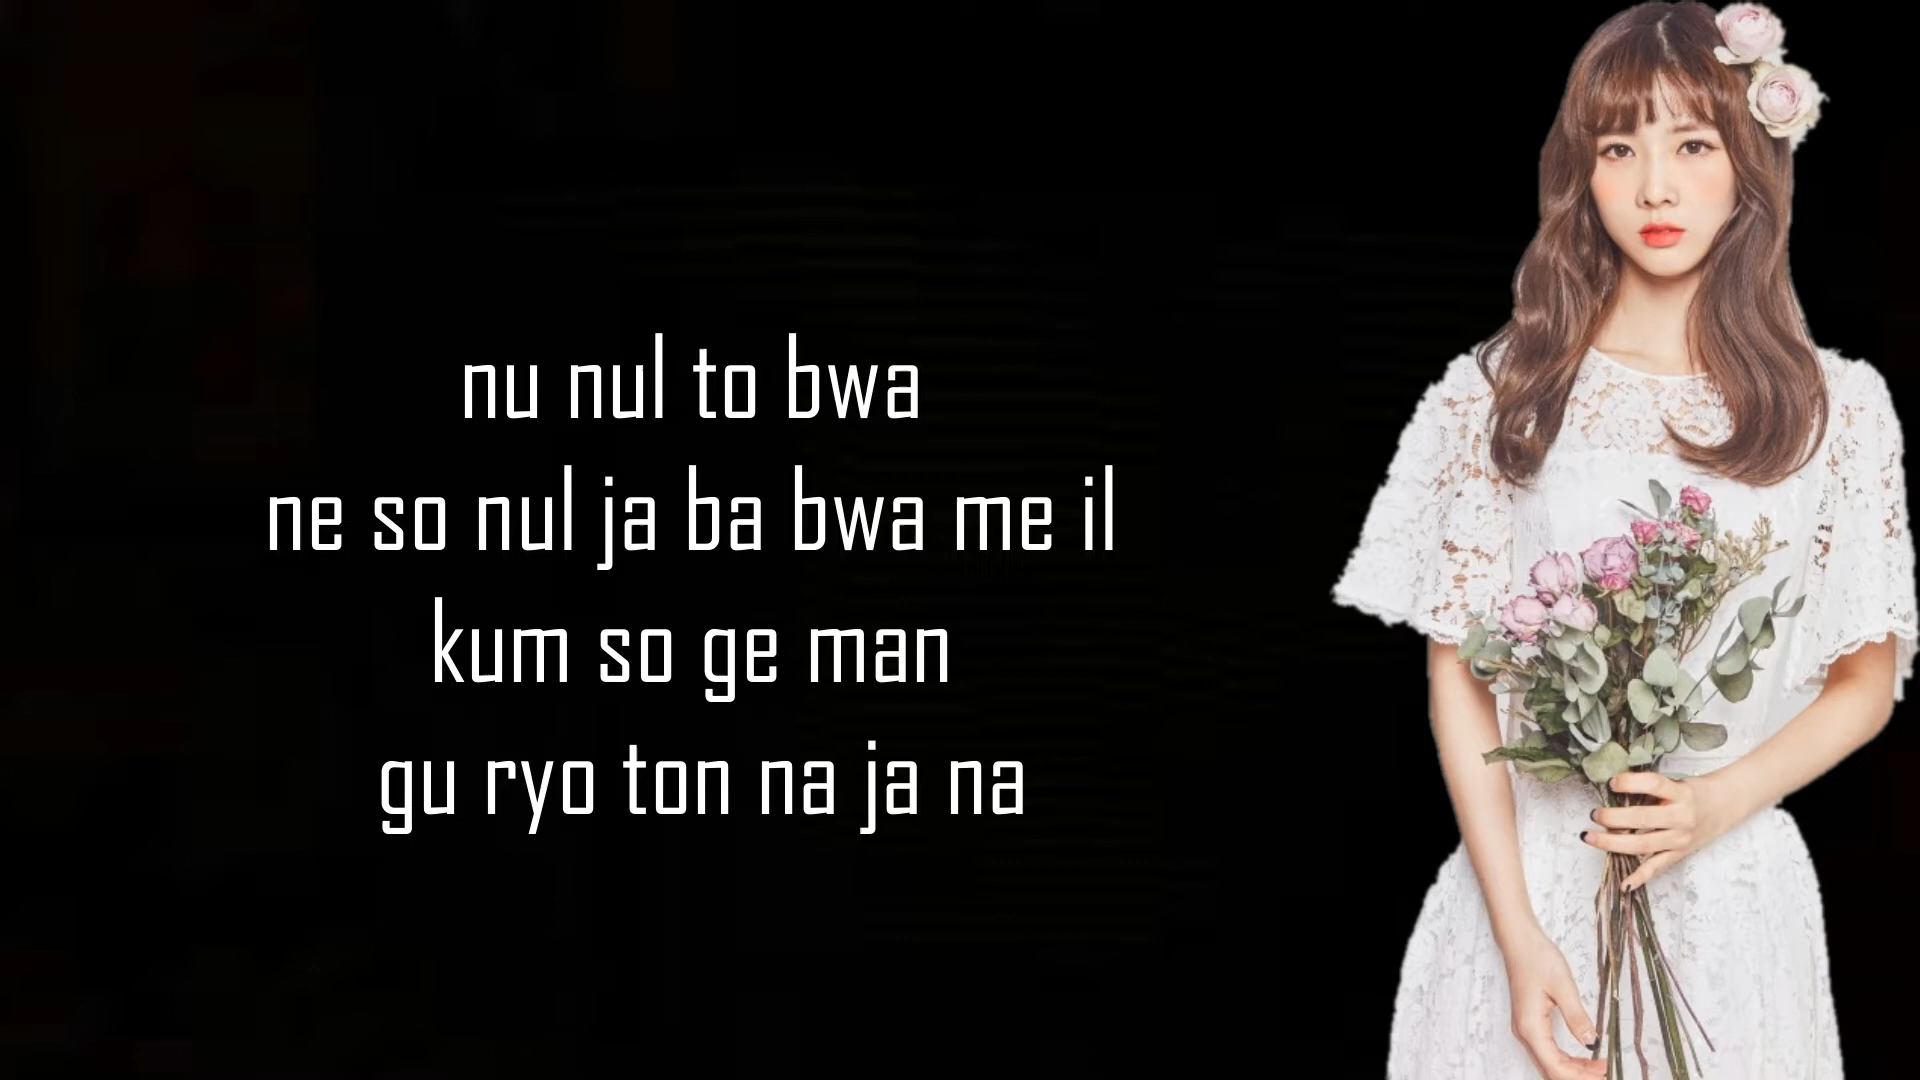 nu nul to bwa
ne so nul ja ba bwa me il
kum so ge man
gu ryo ton na ja na